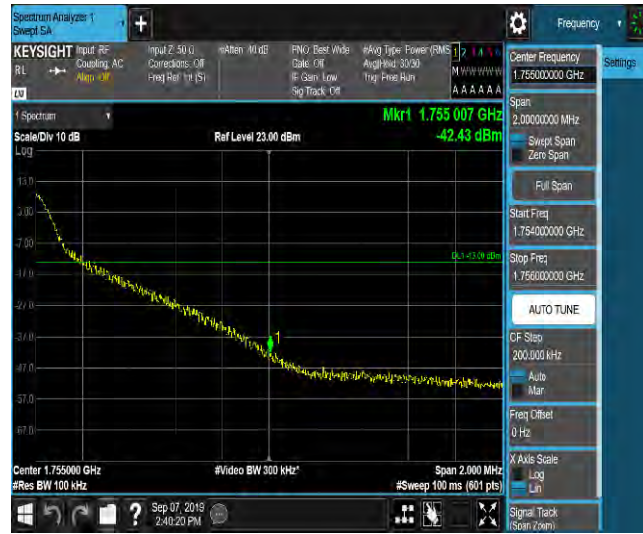 Spectrum Analyzer 1
Swept SA
+
Frequency
KEYSIGHT
Input: RF
Coupling: AC
Align: Off
Input Z: 50 Ω
Corrections: Off
Freq Ref: Int (S)
#Atten: 40 dB
PNO: Best Wide
Gate: Off
IF Gain: Low
Sig Track: Off
#Avg Type: Power (RMS
Avg|Hold: 30/30
Trig: Free Run
1 2 3 4 5 6
M W W W W W
A A A A A A
RL
LXI
1 Spectrum
Scale/Div 10 dB
Log
Ref Level 23.00 dBm
Mkr1 1.755 007 GHz
-42.43 dBm
13.0
3.00
-7.00
-17.0
-27.0
-37.0
-47.0
-57.0
-67.0
DL1 -13.00 dBm
1
Center 1.755000 GHz
#Res BW 100 kHz
#Video BW 300 kHz*
Span 2.000 MHz
#Sweep 100 ms (601 pts)
Center Frequency
1.755000000 GHz
Settings
Span
2.00000000 MHz
Swept Span
Zero Span
Full Span
Start Freq
1.754000000 GHz
Stop Freq
1.756000000 GHz
AUTO TUNE
CF Step
200.000 kHz
Auto
Man
Freq Offset
0 Hz
X Axis Scale
Log
Lin
Signal Track
(Span Zoom)
?
Sep 07, 2019
2:40:20 PM